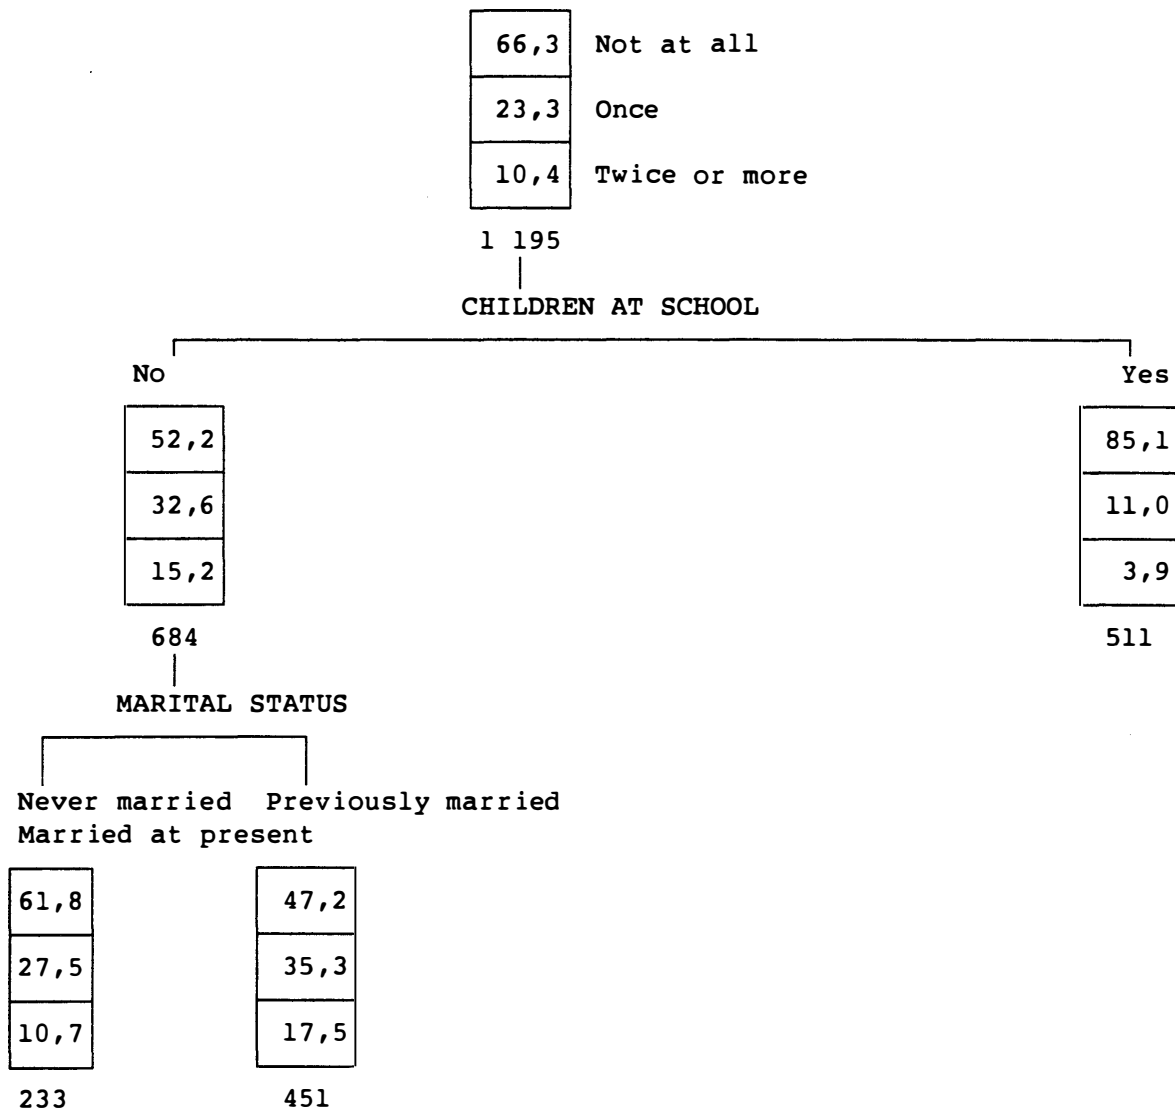 66,3 Not at all
23,3 Once
10,4 Twice or more
1 195
CHILDREN AT SCHOOL
No Yes
52,2 85,1
32,6 11,0
15,2 3,9
684 511
MARITAL STATUS
Never married Previously married
Married at present
61,8 47,2
27,5 35,3
10,7 17,5
233 451